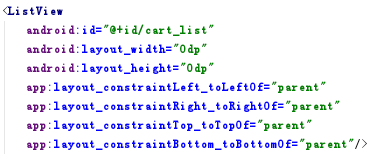 <ListView
android:id="@+id/cart_list"
android:layout_width="0dp"
android:layout_height="0dp"
app:layout_constraintLeft_toLeftOf="parent"
app:layout_constraintRight_toRightOf="parent"
app:layout_constraintTop_toTopOf="parent"
app:layout_constraintBottom_toBottomOf="parent"/>